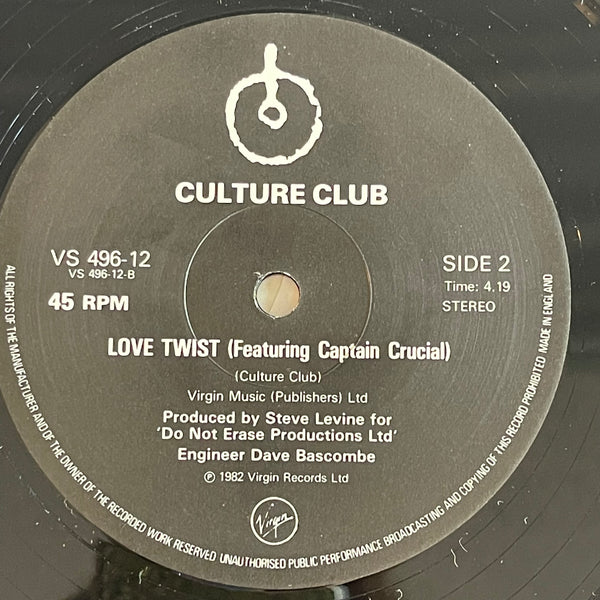 CULTURE CLUB
VS 496-12
VS 496-12-B
45 RPM
SIDE 2
Time: 4.19
STEREO
LOVE TWIST (Featuring Captain Crucial)
(Culture Club)
Virgin Music (Publishers) Ltd
Produced by Steve Levine for
'Do Not Erase Productions Ltd'
Engineer Dave Bascombe
℗ 1982 Virgin Records Ltd
Virgin
ALL RIGHTS OF THE MANUFACTURER AND OF THE OWNER OF THE RECORDED WORK RESERVED UNAUTHORISED PUBLIC PERFORMANCE BROADCASTING AND COPYING OF THIS RECORD PROHIBITED MADE IN ENGLAND